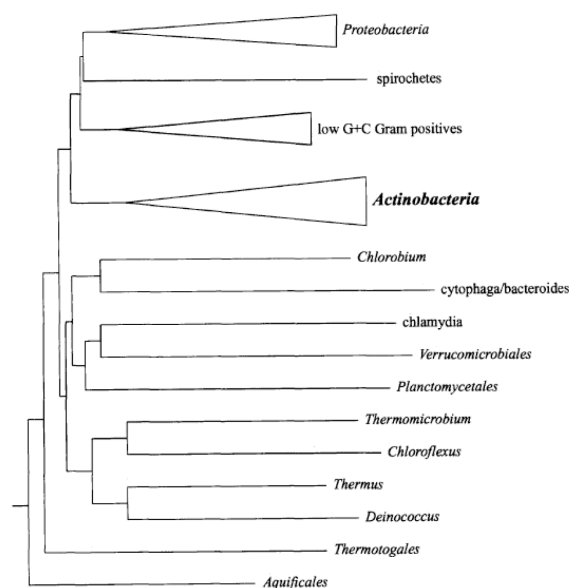 Proteobacteria
spirochetes
low G+C Gram positives
Actinobacteria
Chlorobium
cytophaga/bacteroides
chlamydia
Verrucomicrobiales
Planctomycetales
Thermomicrobium
Chloroflexus
Thermus
Deinococcus
Thermotogales
Aquificales